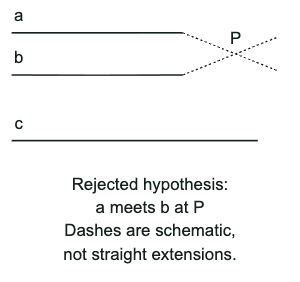 a
P
b
c
Rejected hypothesis:
a meets b at P
Dashes are schematic,
not straight extensions.